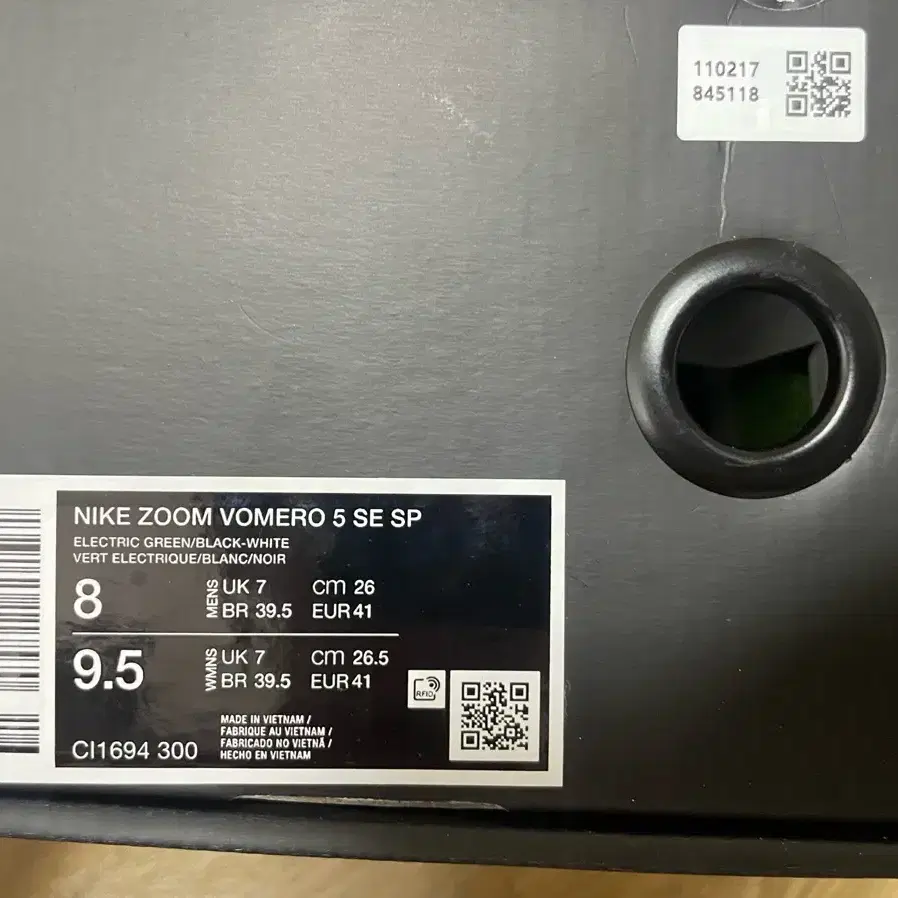 110217
845118
NIKE ZOOM VOMERO 5 SE SP
ELECTRIC GREEN/BLACK-WHITE
VERT ELECTRIQUE/BLANC/NOIR
8 MENS UK 7 CM 26
BR 39.5 EUR 41
9.5 WMNS UK 7 CM 26.5
BR 39.5 EUR 41
RFID
MADE IN VIETNAM /
FABRIQUE AU VIETNAM /
FABRICADO NO VIETNÃ /
HECHO EN VIETNAM
CI1694 300